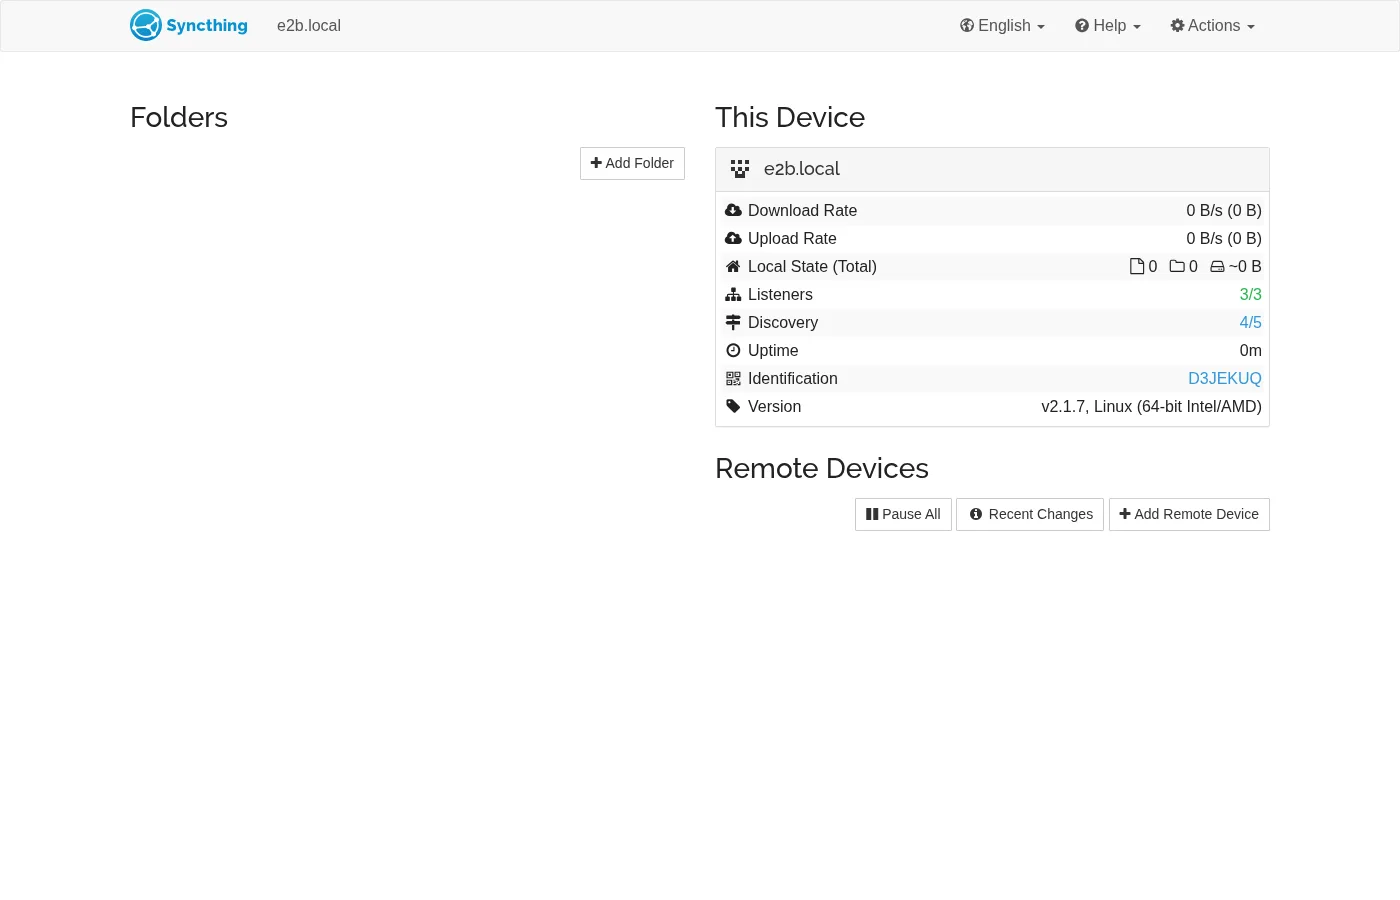 Syncthing e2b.local English Help Actions
Folders
Add Folder
This Device
e2b.local
Download Rate 0 B/s (0 B)
Upload Rate 0 B/s (0 B)
Local State (Total) 0 0 ~0 B
Listeners 3/3
Discovery 4/5
Uptime 0m
Identification D3JEKUQ
Version v2.1.7, Linux (64-bit Intel/AMD)
Remote Devices
Pause All Recent Changes Add Remote Device